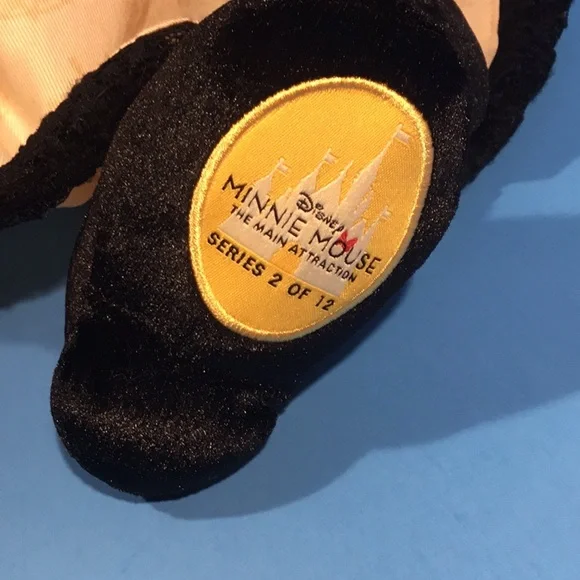 Disney
MINNIE MOUSE
THE MAIN ATTRACTION
SERIES 2 OF 12